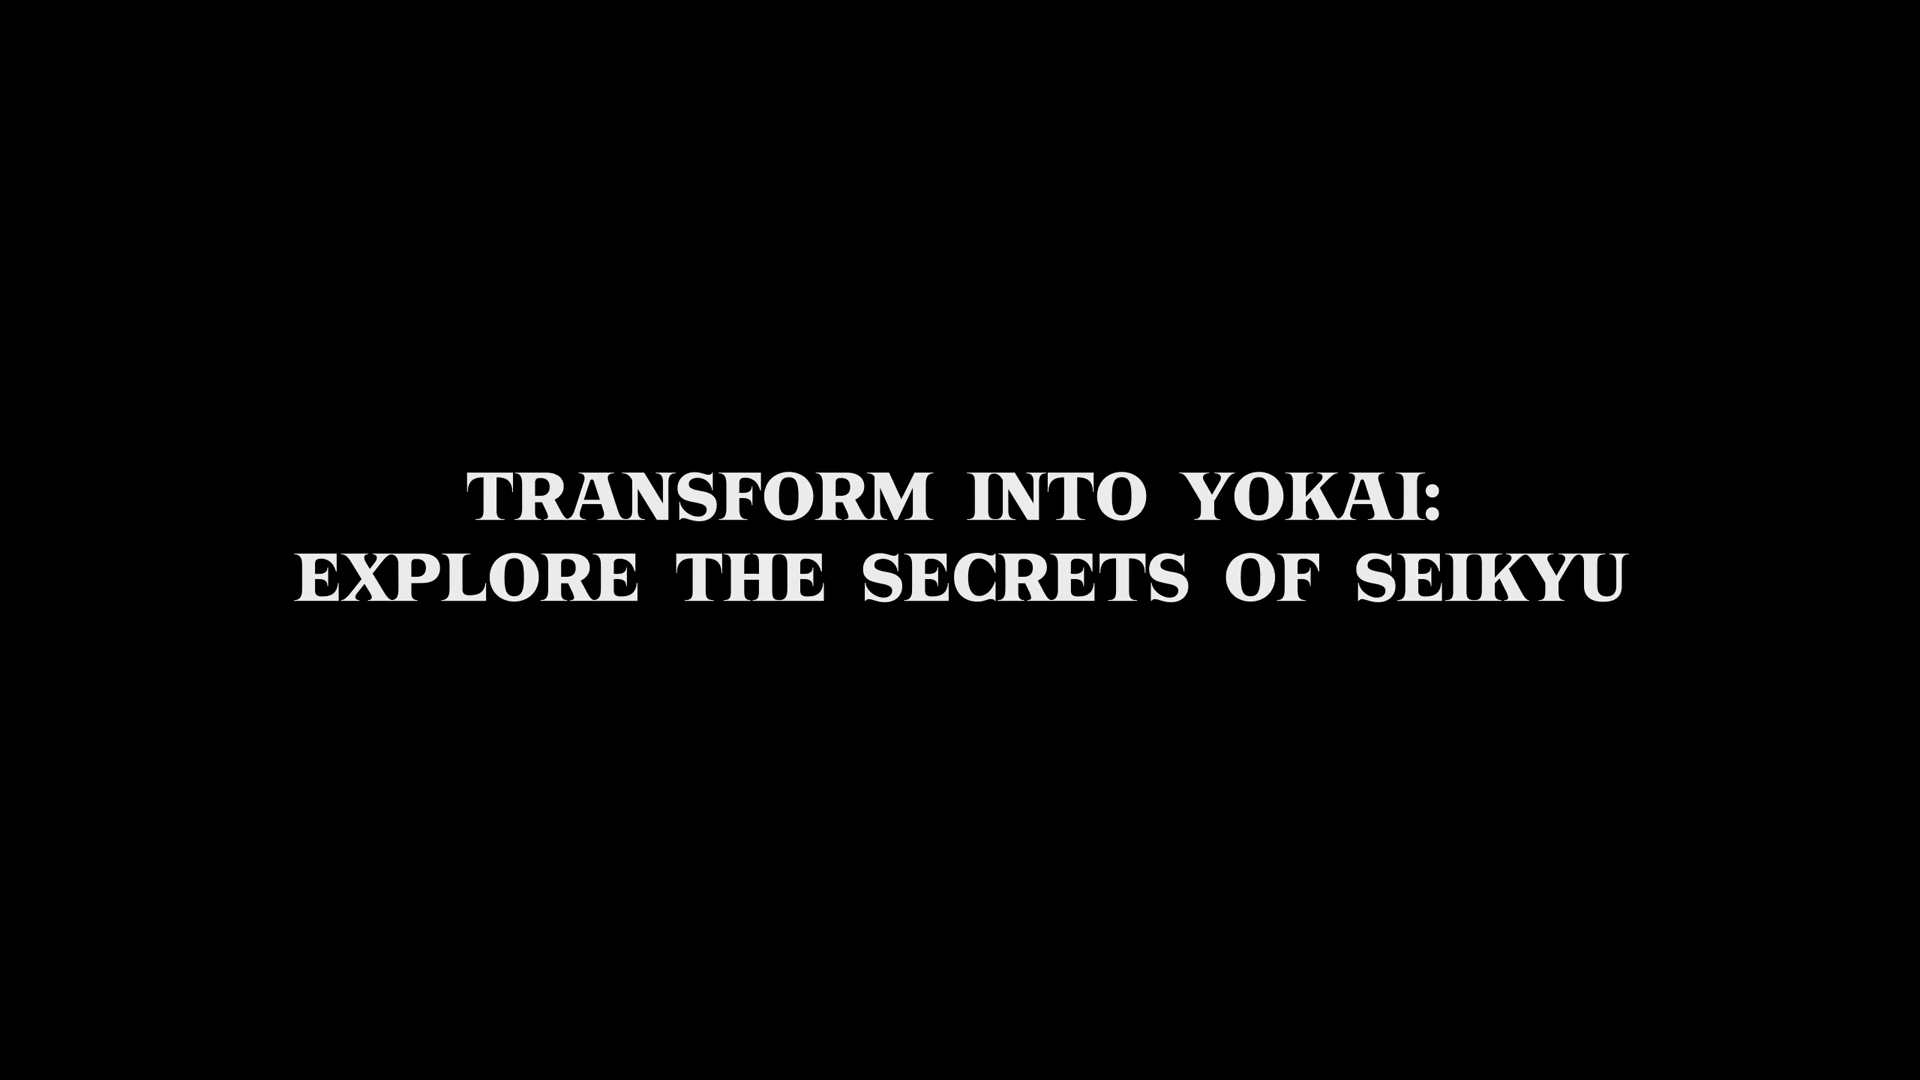 TRANSFORM INTO YOKAI:
EXPLORE THE SECRETS OF SEIKYU